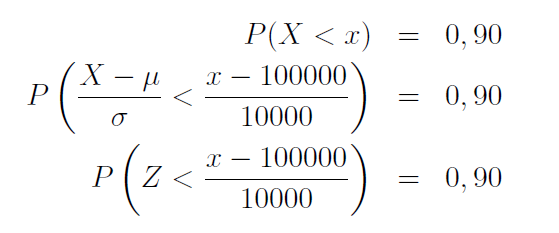 P(X < x) = 0,90
P((X − μ)/σ < (x − 100000)/10000) = 0,90
P(Z < (x − 100000)/10000) = 0,90